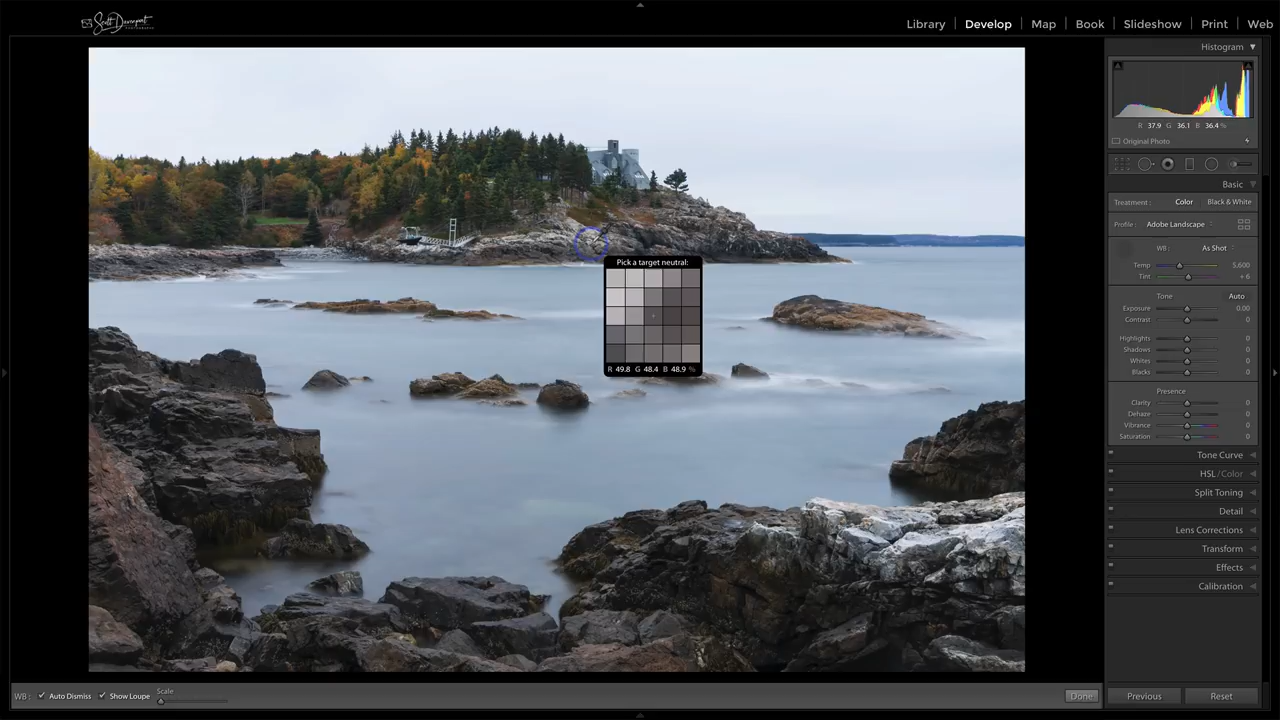 Scott Davenport
Library Develop Map Book Slideshow Print Web
Histogram
R 37.9 G 36.1 B 36.4 %
Original Photo
Basic
Treatment: Color Black & White
Profile: Adobe Landscape
WB: As Shot
Temp 5,600
Tint + 6
Tone Auto
Exposure 0.00
Contrast 0
Highlights 0
Shadows 0
Whites 0
Blacks 0
Presence
Clarity 0
Dehaze 0
Vibrance 0
Saturation 0
Tone Curve
HSL / Color
Split Toning
Detail
Lens Corrections
Transform
Effects
Calibration
Pick a target neutral:
R 49.8 G 48.4 B 48.9 %
WB: Auto Dismiss Show Loupe Scale
Done
Previous Reset